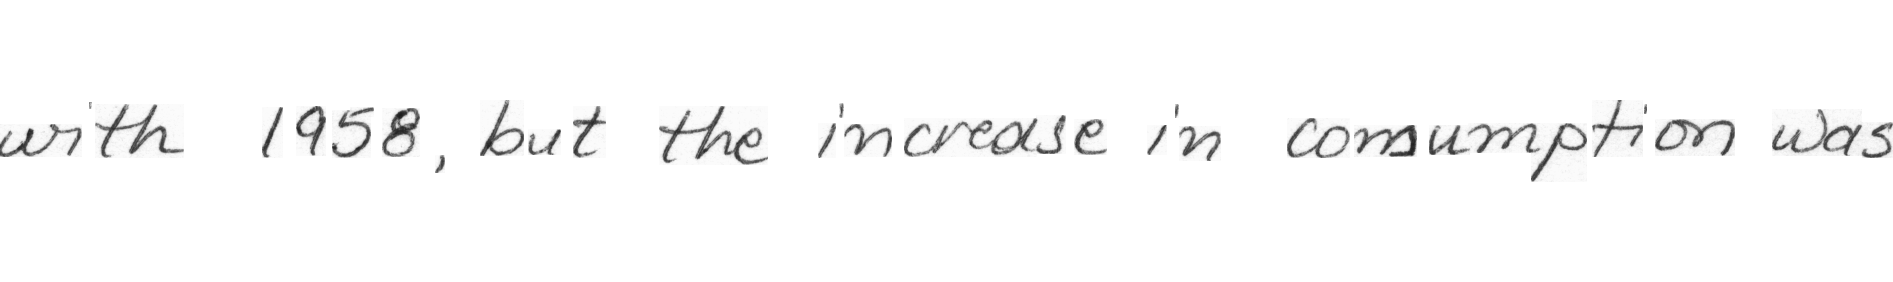 with 1958, but the increase in consumption was